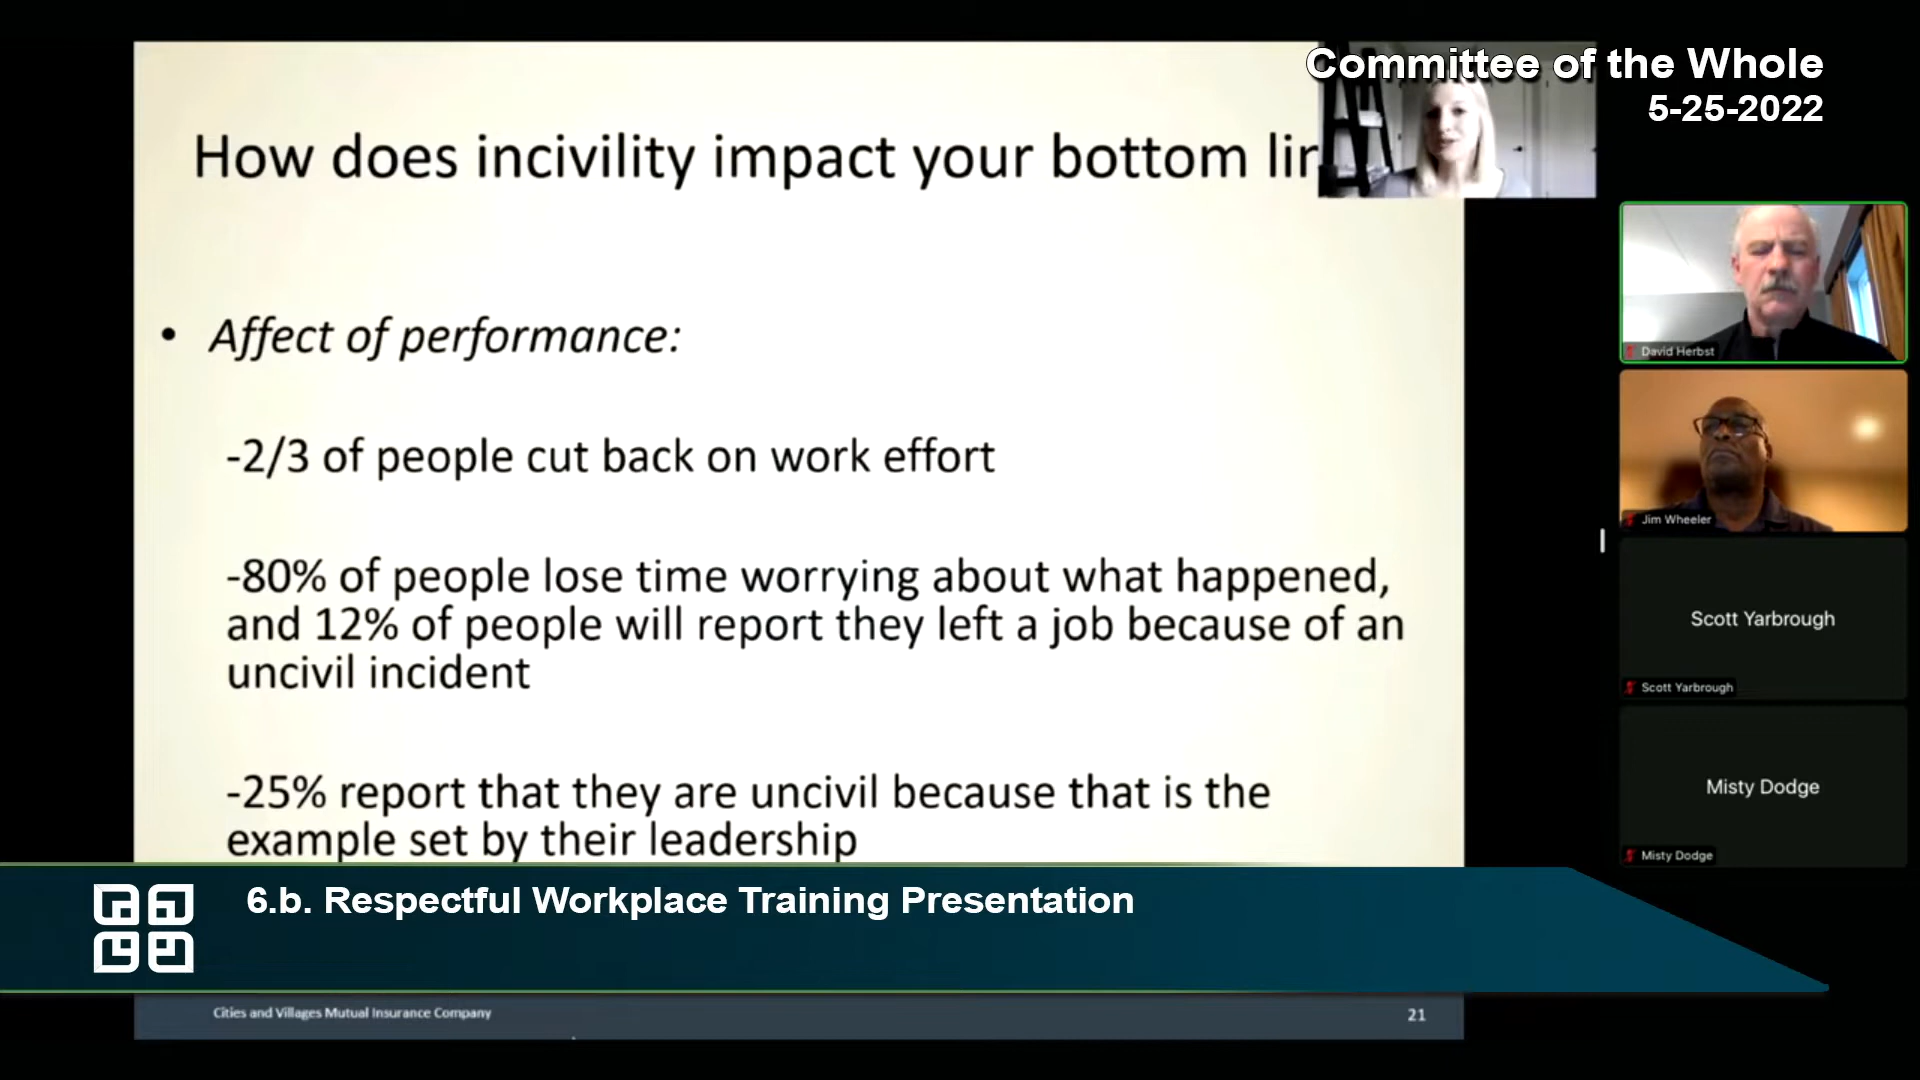 Committee of the Whole
5-25-2022
How does incivility impact your bottom
• Affect of performance:
-2/3 of people cut back on work effort
-80% of people lose time worrying about what happened,
and 12% of people will report they left a job because of an
uncivil incident
-25% report that they are uncivil because that is the
example set by their leadership
David Herbst
Jim Wheeler
Scott Yarbrough
Scott Yarbrough
Misty Dodge
Misty Dodge
6.b. Respectful Workplace Training Presentation
Cities and Villages Mutual Insurance Company
21